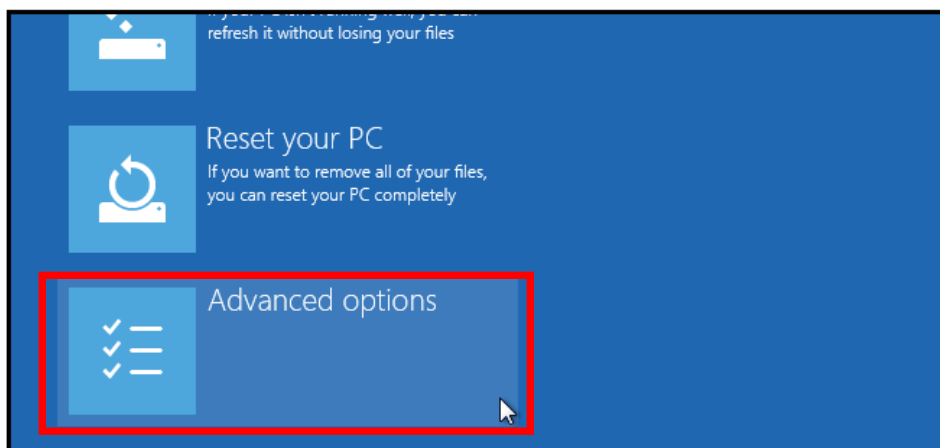 refresh it without losing your files
Reset your PC
If you want to remove all of your files,
you can reset your PC completely
Advanced options